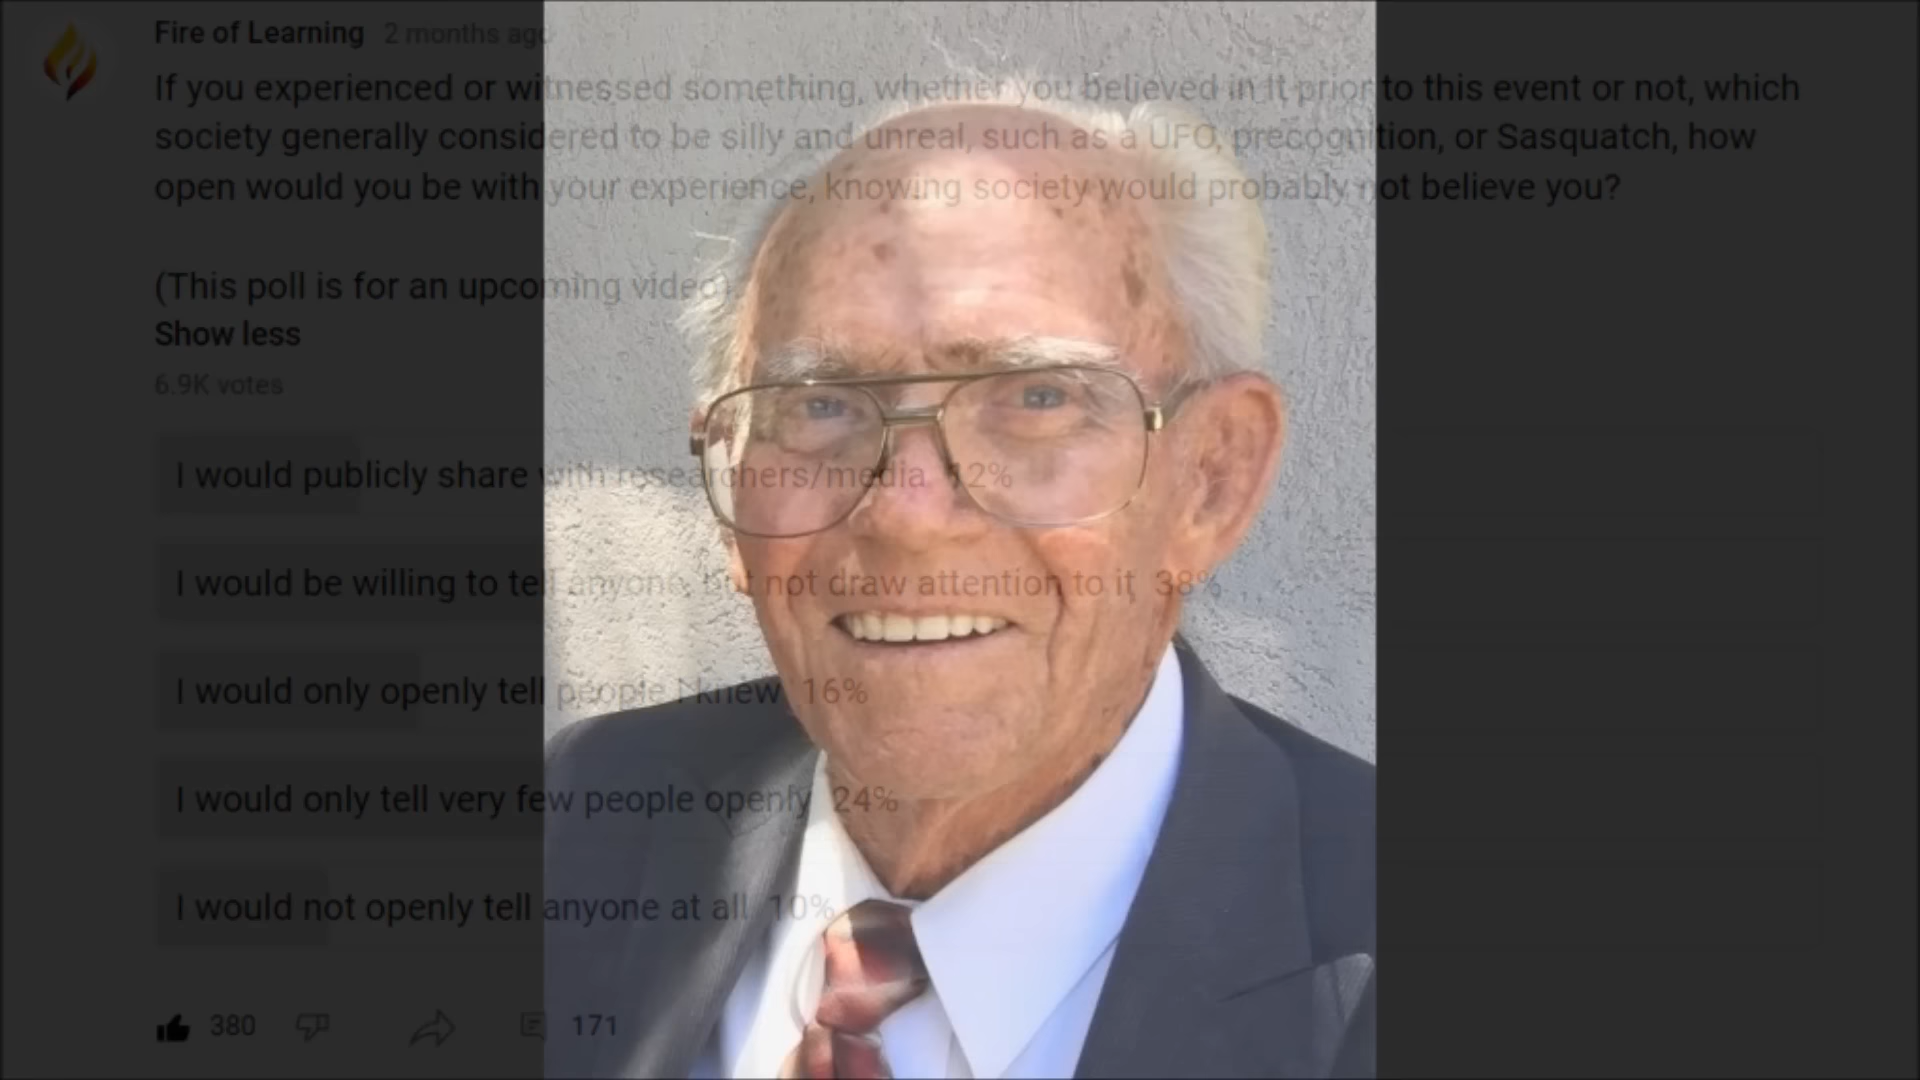 Fire of Learning 2 months ago
If you experienced or witnessed something, whether you believed in it prior to this event or not, which
society generally considered to be silly and unreal, such as a UFO, precognition, or Sasquatch, how
open would you be with your experience, knowing society would probably not believe you?
(This poll is for an upcoming video)
Show less
6.9K votes
I would publicly share with researchers/media 12%
I would be willing to tell anyone, but not draw attention to it 38%
I would only openly tell people I knew 16%
I would only tell very few people openly 24%
I would not openly tell anyone at all 10%
380 171